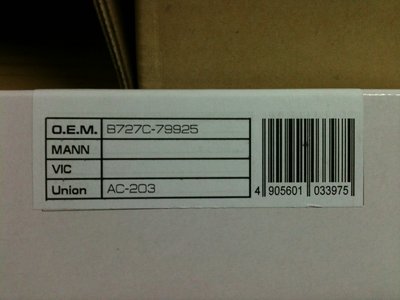 O.E.M. B727C-79925
MANN
VIC
Union AC-203
4 905601 033975